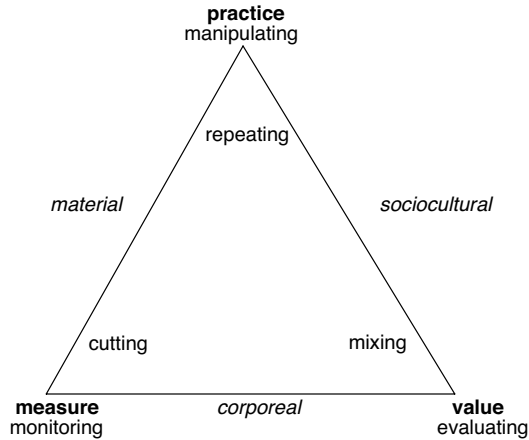 practice
manipulating
repeating
material
sociocultural
cutting
mixing
measure
corporeal
value
monitoring
evaluating